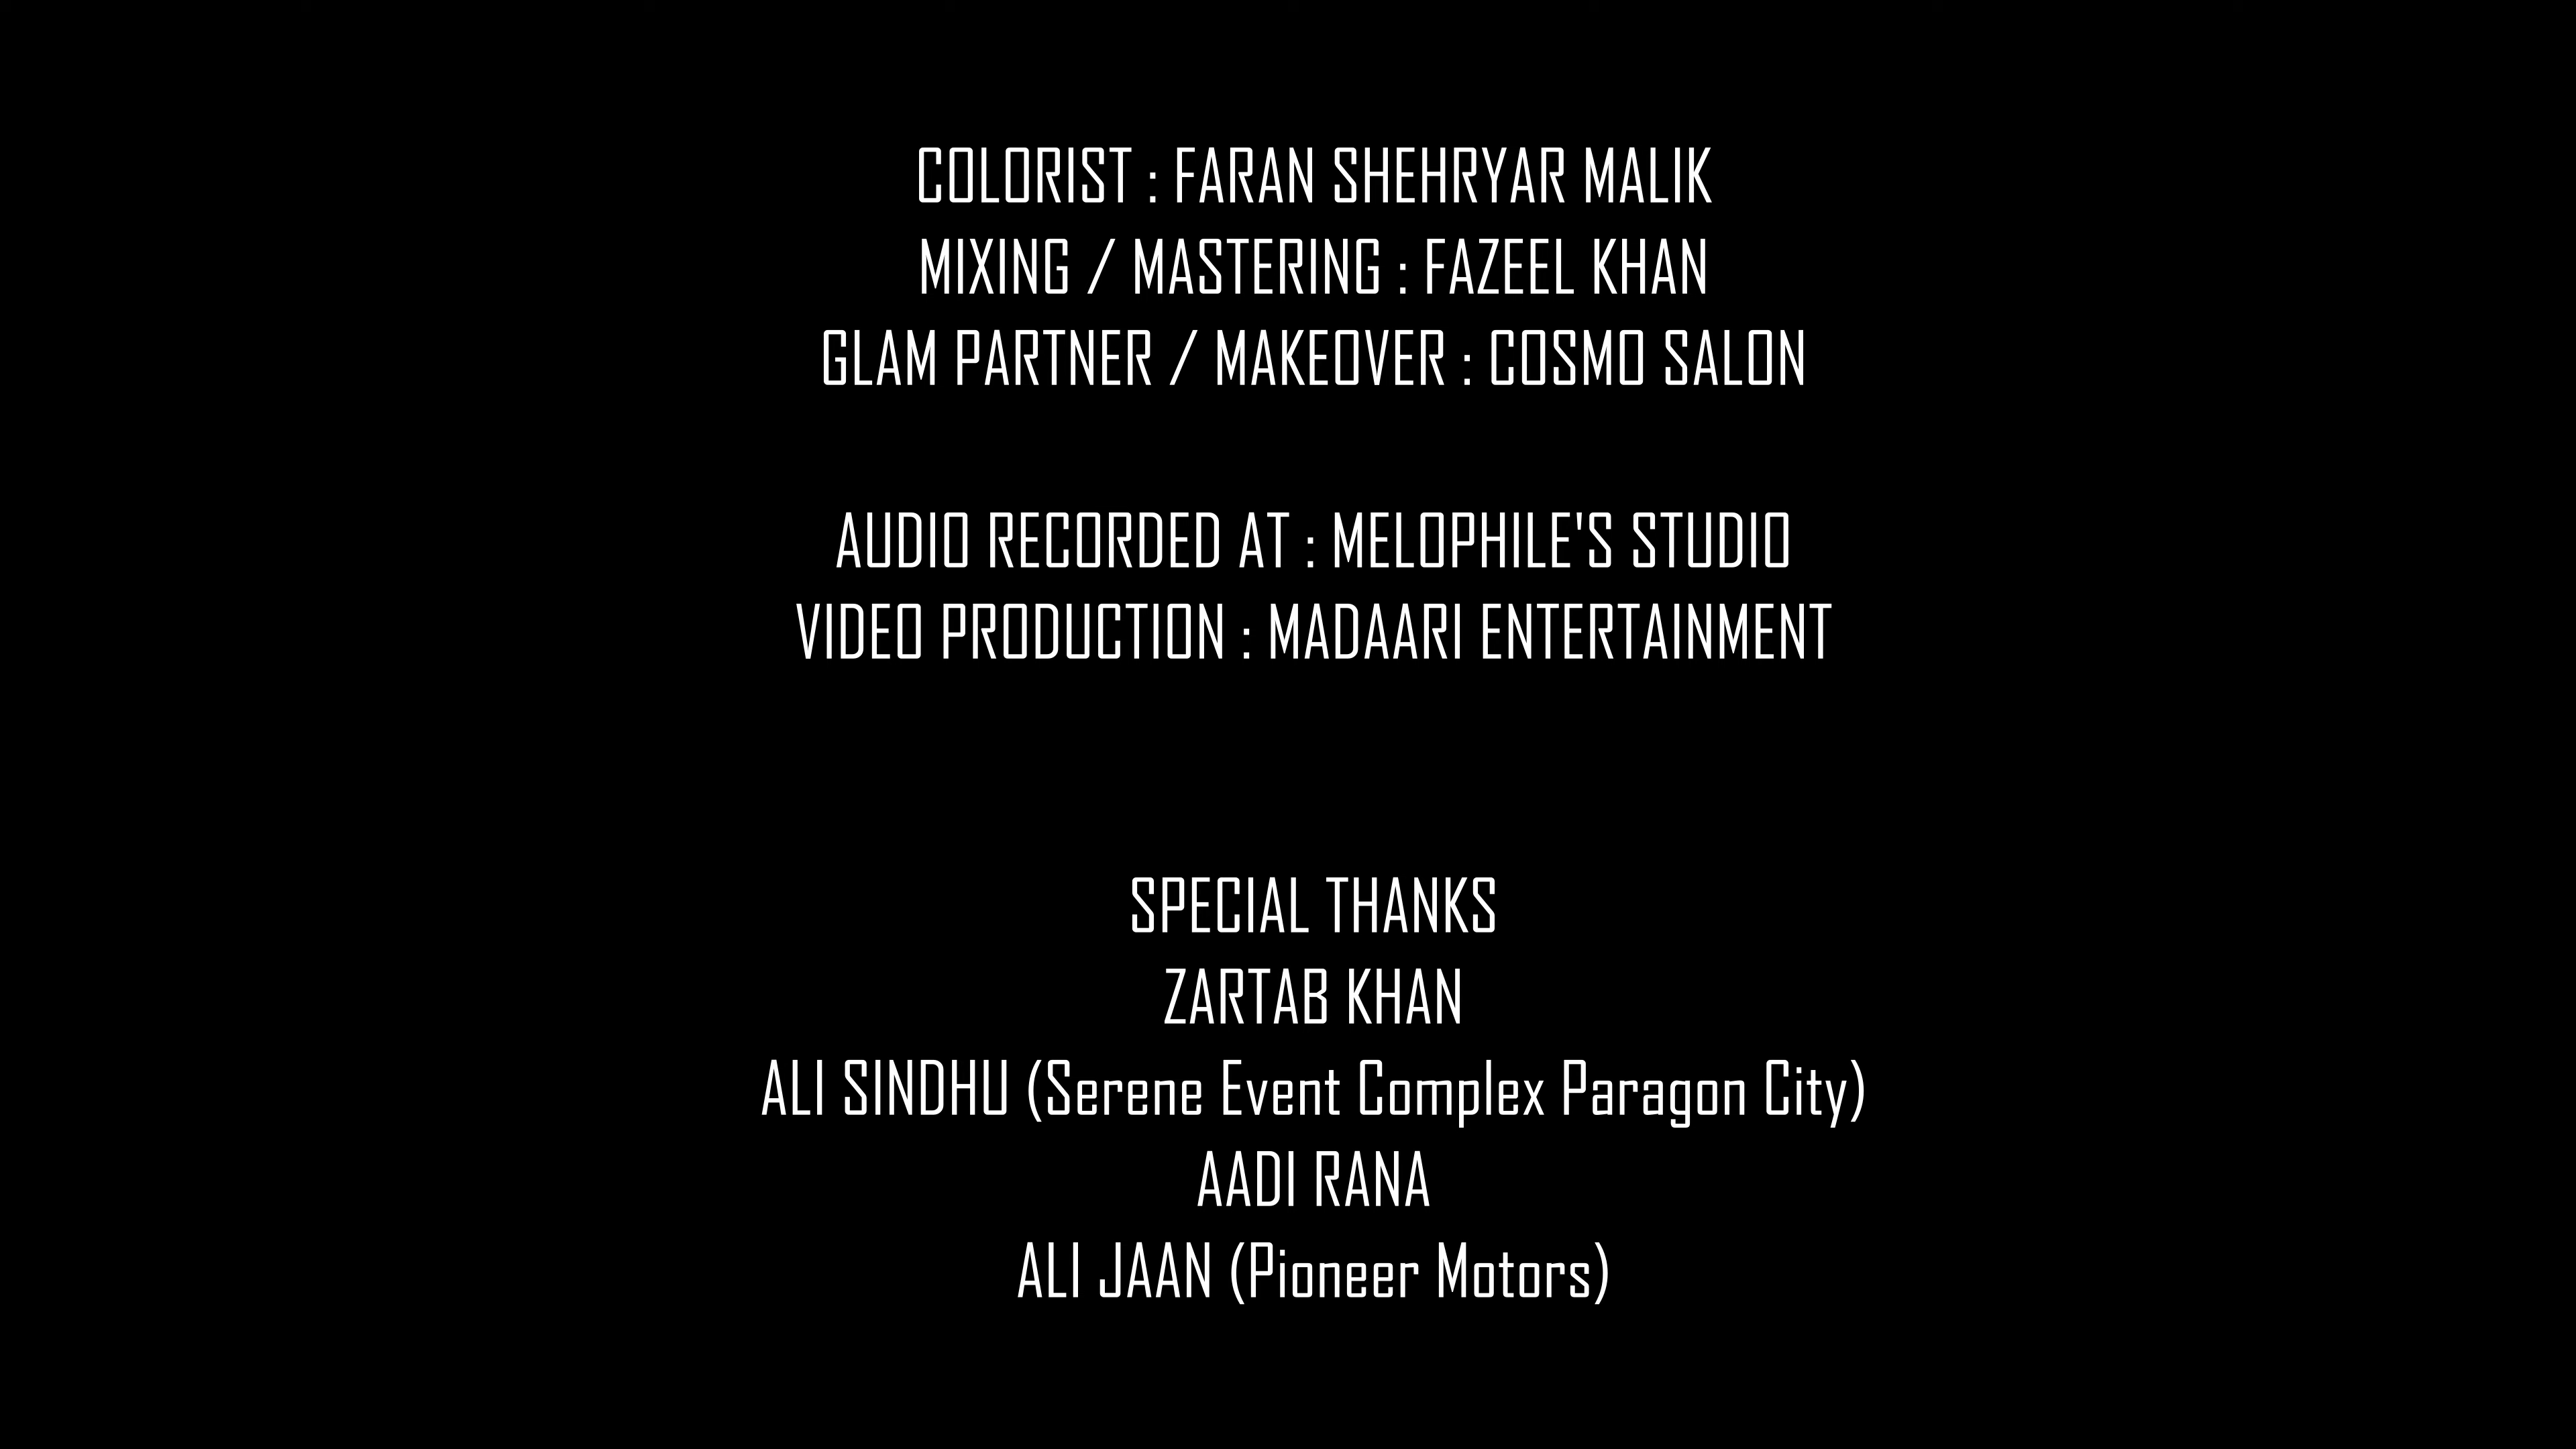 COLORIST : FARAN SHEHRYAR MALIK
MIXING / MASTERING : FAZEEL KHAN
GLAM PARTNER / MAKEOVER : COSMO SALON
AUDIO RECORDED AT : MELOPHILE'S STUDIO
VIDEO PRODUCTION : MADAARI ENTERTAINMENT
SPECIAL THANKS
ZARTAB KHAN
ALI SINDHU (Serene Event Complex Paragon City)
AADI RANA
ALI JAAN (Pioneer Motors)